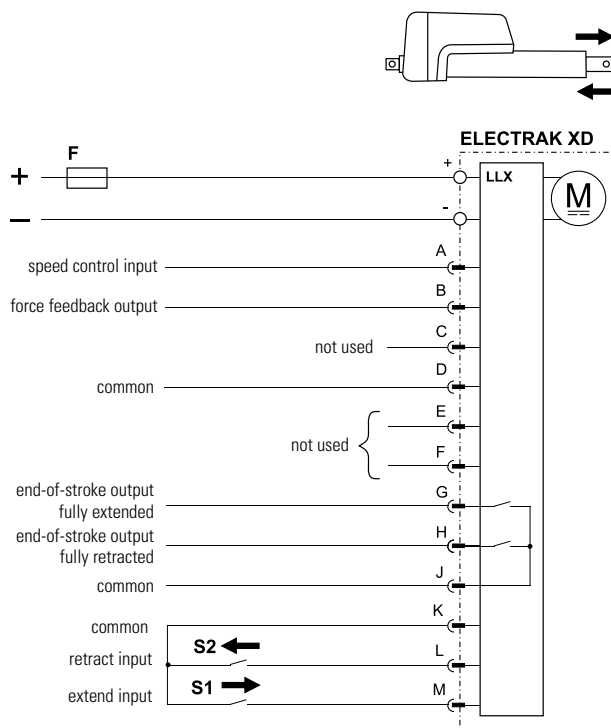 ELECTRAK XD
F
+
+
LLX
M
−
-
A
speed control input
B
force feedback output
C
not used
D
common
E
not used
F
G
end-of-stroke output
fully extended
H
end-of-stroke output
fully retracted
J
common
K
common
S2
L
retract input
S1
M
extend input